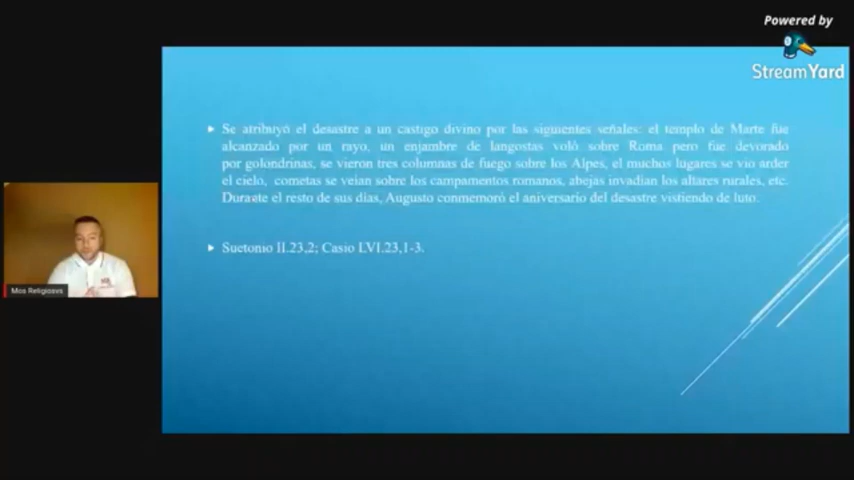 Powered by
StreamYard
Se atribuyó el desastre a un castigo divino por las siguientes señales: el templo de Marte fue
alcanzado por un rayo, un enjambre de langostas voló sobre Roma pero fue devorado
por golondrinas, se vieron tres columnas de fuego sobre los Alpes, el muchos lugares se vio arder
el cielo, cometas se veían sobre los campamentos romanos, abejas invadían los altares rurales, etc.
Durante el resto de sus días, Augusto conmemoró el aniversario del desastre vistiendo de luto.
Suetonio II.23,2; Casio LVI.23,1-3.
Mos Religiosvs